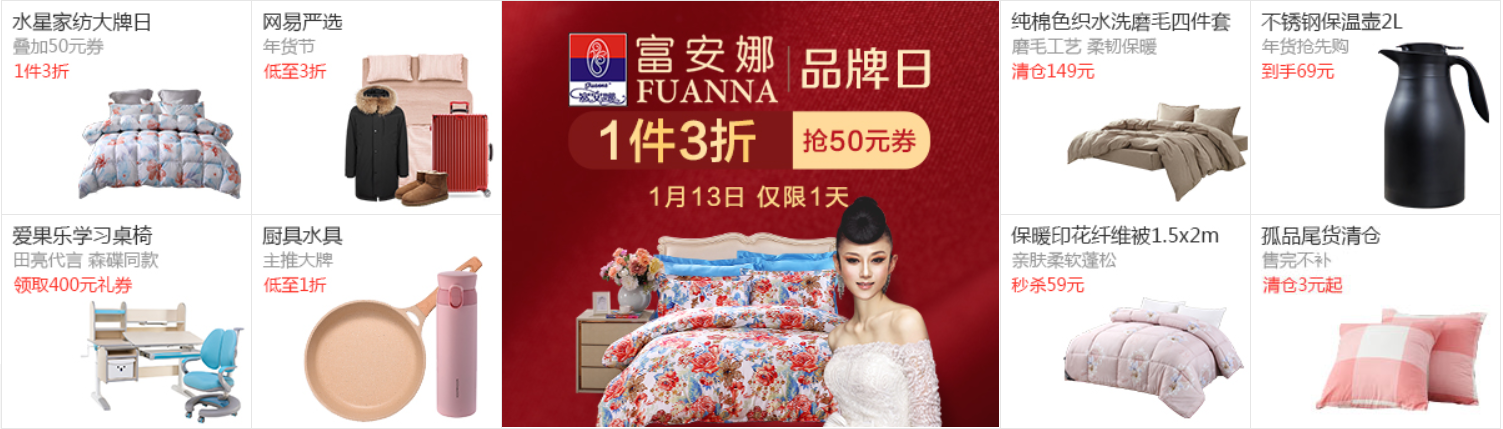 水星家纺大牌日
叠加50元券
1件3折
网易严选
年货节
低至3折
爱果乐学习桌椅
田亮代言 森碟同款
领取400元礼券
厨具水具
主推大牌
低至1折
富安娜
FUANNA
品牌日
Fuanna
富安娜
1件3折
抢50元券
1月13日 仅限1天
纯棉色织水洗磨毛四件套
磨毛工艺 柔韧保暖
清仓149元
不锈钢保温壶2L
年货抢先购
到手69元
保暖印花纤维被1.5x2m
亲肤柔软蓬松
秒杀59元
孤品尾货清仓
售完不补
清仓3元起